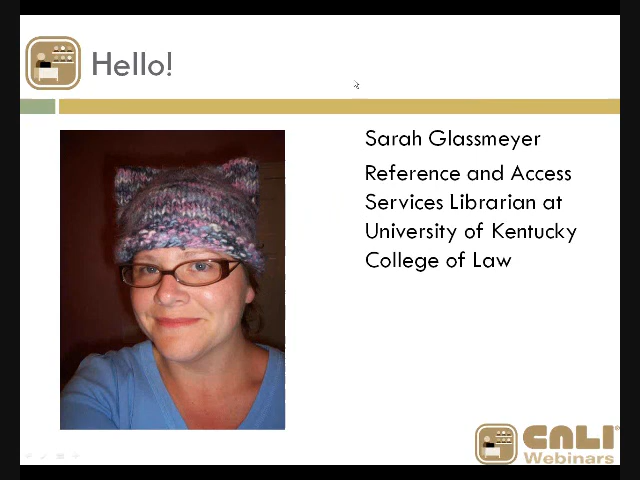 Hello!
Sarah Glassmeyer
Reference and Access
Services Librarian at
University of Kentucky
College of Law
CALI®
Webinars